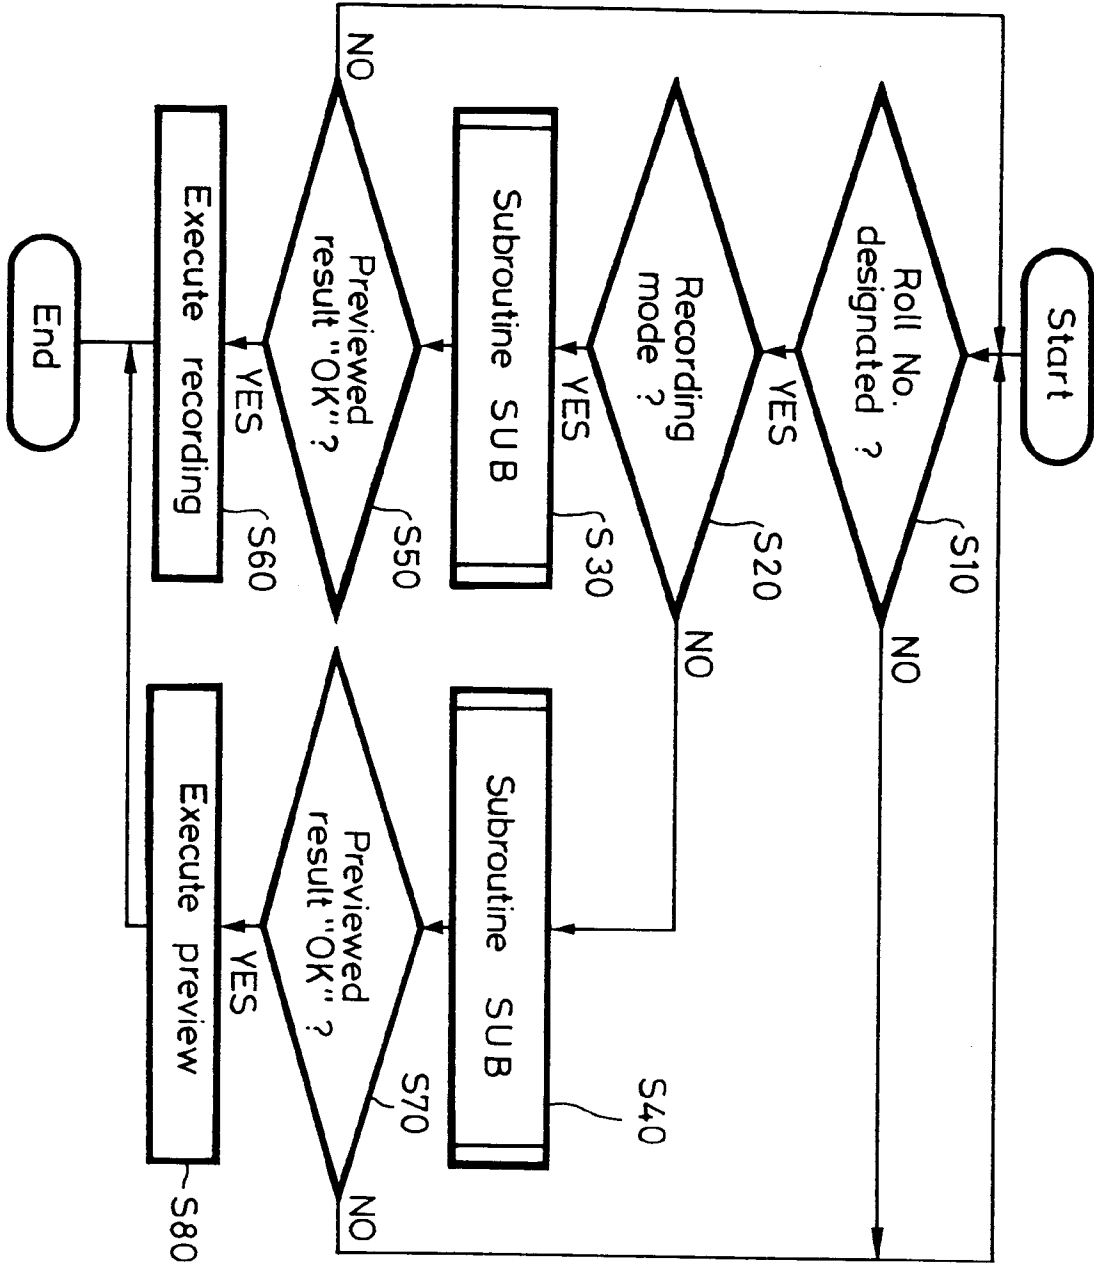 Start
Roll No.
designated ?
S10
NO
YES
Recording
mode ?
S20
NO
YES
Subroutine SUB
S30
Subroutine SUB
S40
NO
Previewed
result "OK" ?
S50
YES
Previewed
result "OK" ?
S70
NO
YES
Execute recording
S60
Execute preview
S80
End